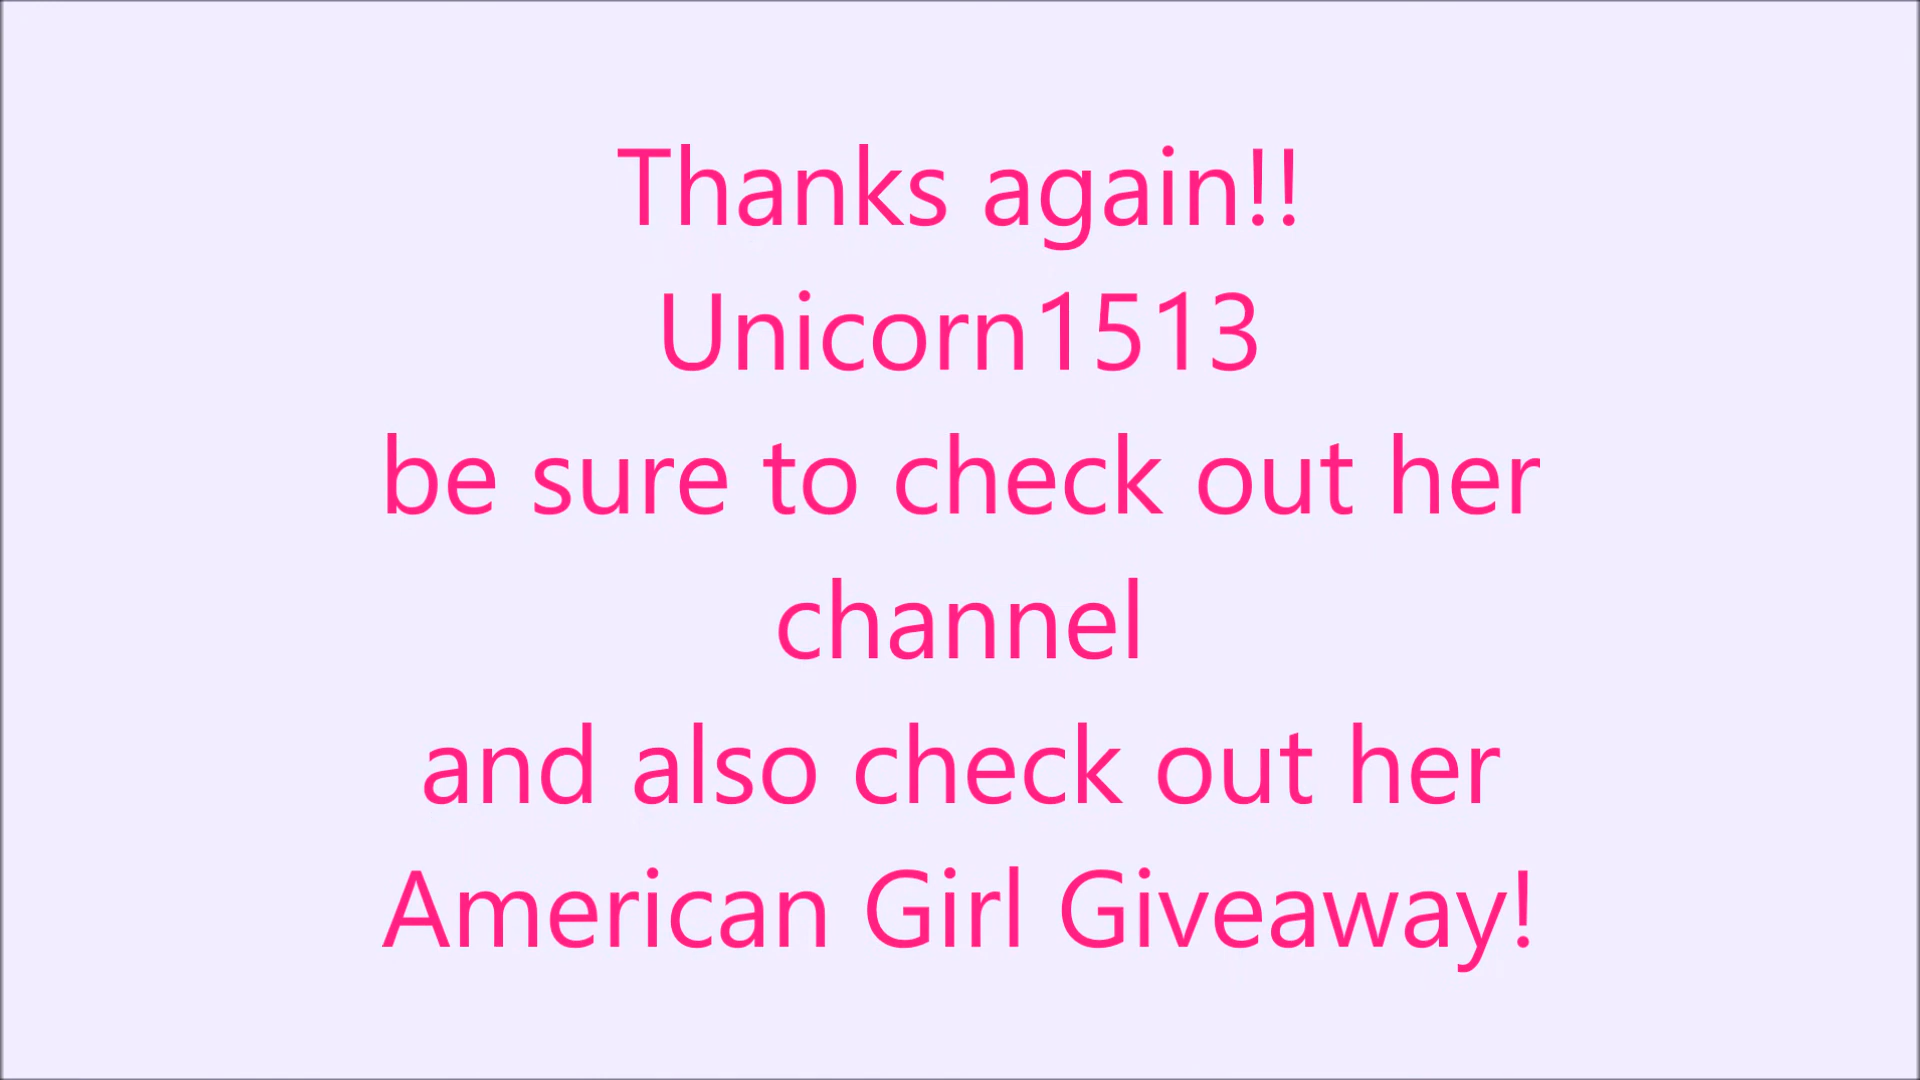 Thanks again!!
Unicorn1513
be sure to check out her
channel
and also check out her
American Girl Giveaway!